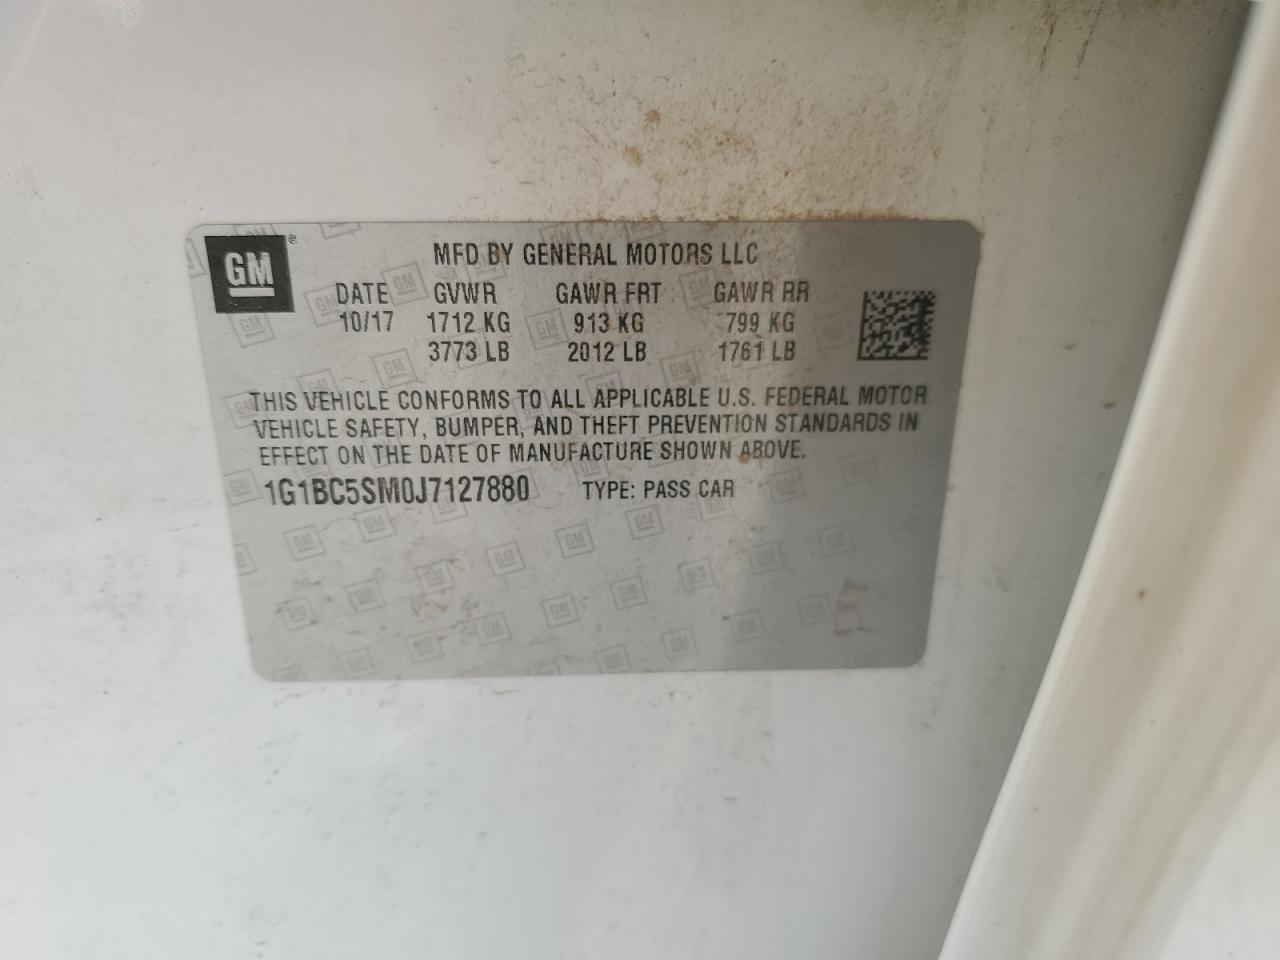 GM ®
MFD BY GENERAL MOTORS LLC
DATE GVWR GAWR FRT GAWR RR
10/17 1712 KG 913 KG 799 KG
3773 LB 2012 LB 1761 LB
THIS VEHICLE CONFORMS TO ALL APPLICABLE U.S. FEDERAL MOTOR
VEHICLE SAFETY, BUMPER, AND THEFT PREVENTION STANDARDS IN
EFFECT ON THE DATE OF MANUFACTURE SHOWN ABOVE.
1G1BC5SM0J7127880 TYPE: PASS CAR
E